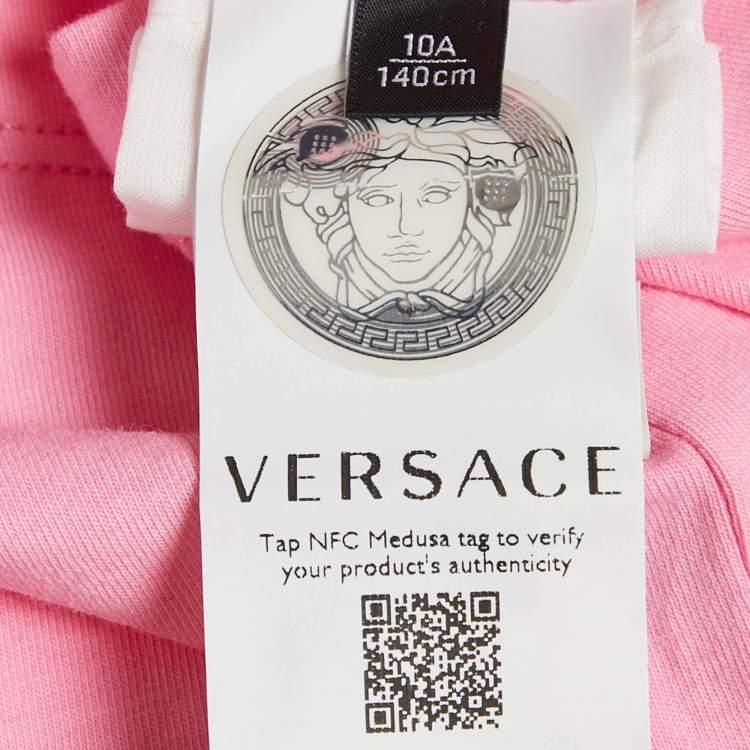 10A
140cm
VERSACE
Tap NFC Medusa tag to verify
your product's authenticity